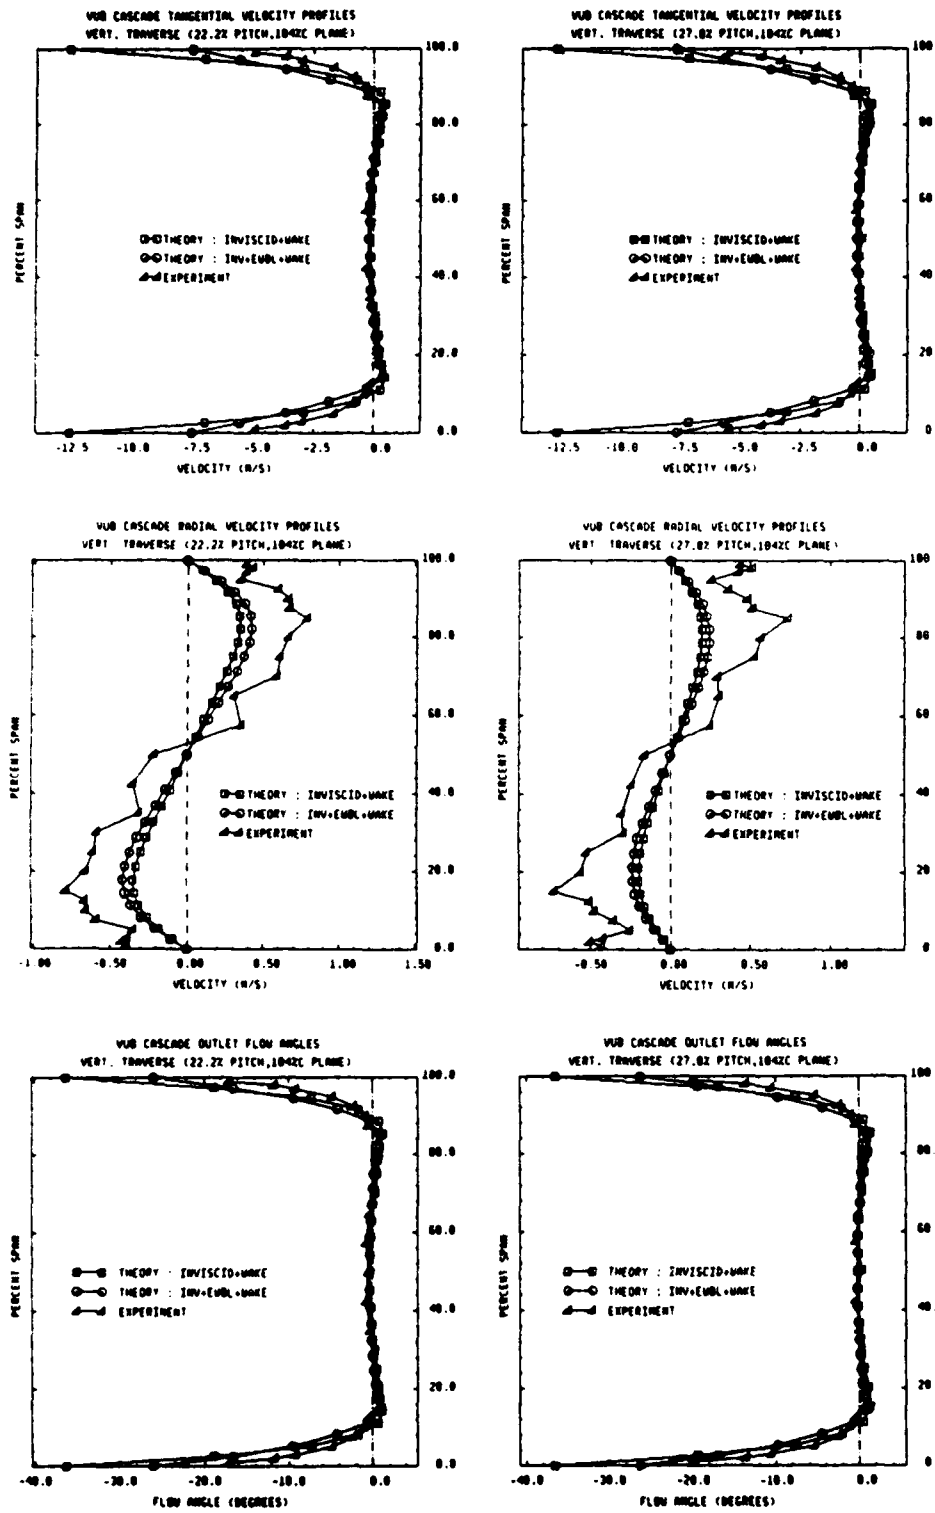 VUB CASCADE TANGENTIAL VELOCITY PROFILES
VERT. TRAVERSE (22.2% PITCH,104%C PLANE)
100.0
80.0
60.0
40.0
20.0
0.0
PERCENT SPAN
THEORY : INVISCID+WAKE
THEORY : INV+EWBL+WAKE
EXPERIMENT
-12.5 -10.0 -7.5 -5.0 -2.5 0.0
VELOCITY (M/S)
VUB CASCADE TANGENTIAL VELOCITY PROFILES
VERT. TRAVERSE (27.8% PITCH,104%C PLANE)
100
80
60
40
20
0
PERCENT SPAN
THEORY : INVISCID+WAKE
THEORY : INV+EWBL+WAKE
EXPERIMENT
-12.5 -10.0 -7.5 -5.0 -2.5 0.0
VELOCITY (M/S)
VUB CASCADE RADIAL VELOCITY PROFILES
VERT TRAVERSE (22.2% PITCH,104%C PLANE)
100.0
80.0
60.0
40.0
20.0
0.0
PERCENT SPAN
THEORY : INVISCID+WAKE
THEORY : INV+EWBL+WAKE
EXPERIMENT
-1.00 -0.50 0.00 0.50 1.00 1.50
VELOCITY (M/S)
VUB CASCADE RADIAL VELOCITY PROFILES
VERT TRAVERSE (27.8% PITCH,104%C PLANE)
100
80
60
40
20
0
PERCENT SPAN
THEORY : INVISCID+WAKE
THEORY : INV+EWBL+WAKE
EXPERIMENT
-0.50 0.00 0.50 1.00
VELOCITY (M/S)
VUB CASCADE OUTLET FLOW ANGLES
VERT. TRAVERSE (22.2% PITCH,104%C PLANE)
100.0
80.0
60.0
40.0
20.0
0.0
PERCENT SPAN
THEORY : INVISCID+WAKE
THEORY : INV+EWBL+WAKE
EXPERIMENT
-40.0 -30.0 -20.0 -10.0 0.0
FLOW ANGLE (DEGREES)
VUB CASCADE OUTLET FLOW ANGLES
VERT. TRAVERSE (27.8% PITCH,104%C PLANE)
100
80.
60.
40.
20.
0
PERCENT SPAN
THEORY : INVISCID+WAKE
THEORY : INV+EWBL+WAKE
EXPERIMENT
-40.0 -30.0 -20.0 -10.0 0.0
FLOW ANGLE (DEGREES)